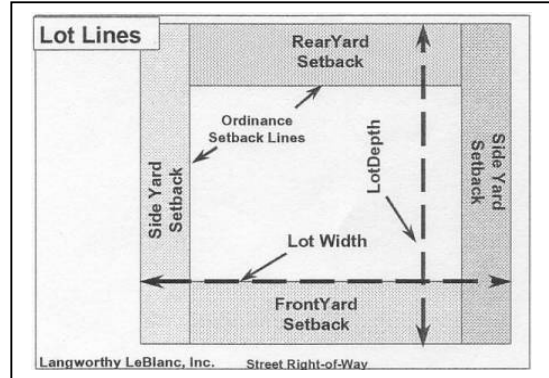 Lot Lines
RearYard
Setback
Ordinance
Setback Lines
Side Yard
Setback
LotDepth
Side Yard
Setback
Lot Width
FrontYard
Setback
Langworthy LeBlanc, Inc.
Street Right-of-Way